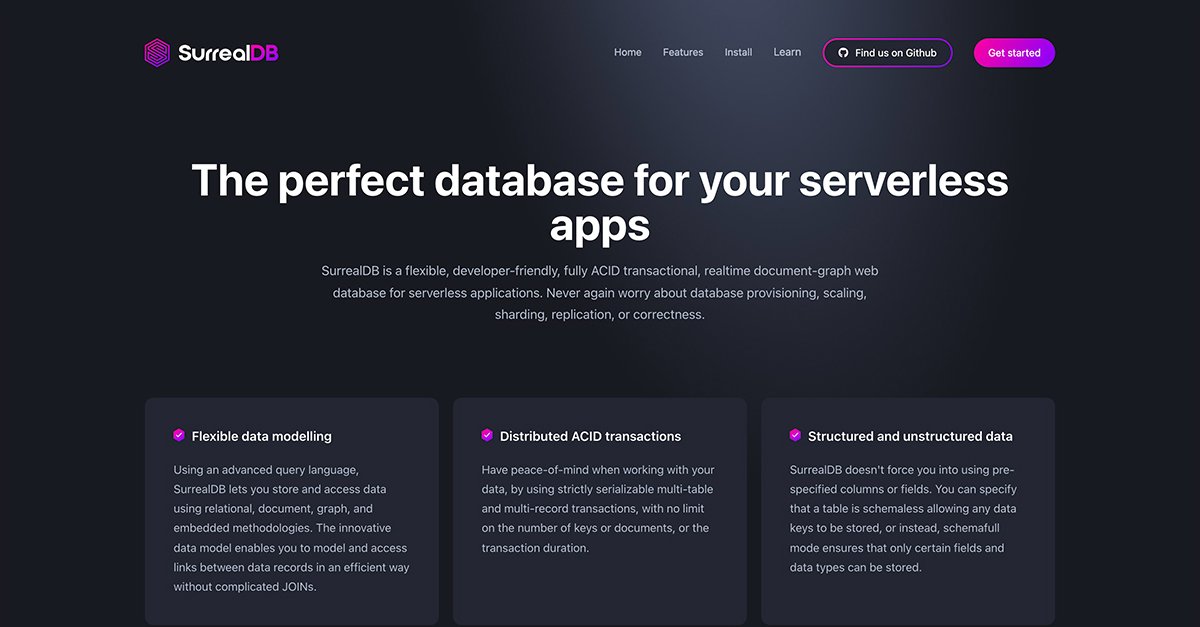 SurrealDB
Home
Features
Install
Learn
Find us on Github
Get started
The perfect database for your serverless
apps
SurrealDB is a flexible, developer-friendly, fully ACID transactional, realtime document-graph web
database for serverless applications. Never again worry about database provisioning, scaling,
sharding, replication, or correctness.
Flexible data modelling
Using an advanced query language,
SurrealDB lets you store and access data
using relational, document, graph, and
embedded methodologies. The innovative
data model enables you to model and access
links between data records in an efficient way
without complicated JOINs.
Distributed ACID transactions
Have peace-of-mind when working with your
data, by using strictly serializable multi-table
and multi-record transactions, with no limit
on the number of keys or documents, or the
transaction duration.
Structured and unstructured data
SurrealDB doesn't force you into using pre-
specified columns or fields. You can specify
that a table is schemaless allowing any data
keys to be stored, or instead, schemafull
mode ensures that only certain fields and
data types can be stored.